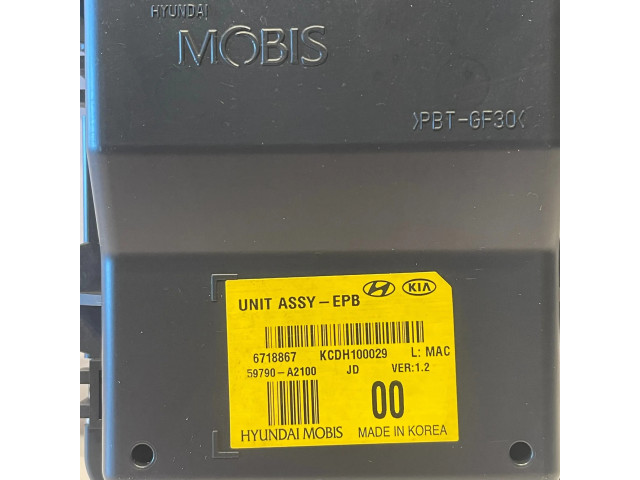 HYUNDAI
MOBIS
>PBT-GF30<
UNIT ASSY-EPB HYUNDAI KIA
6718867 KCDH100029 L: MAC
59790-A2100 JD VER:1.2
00
HYUNDAI MOBIS MADE IN KOREA